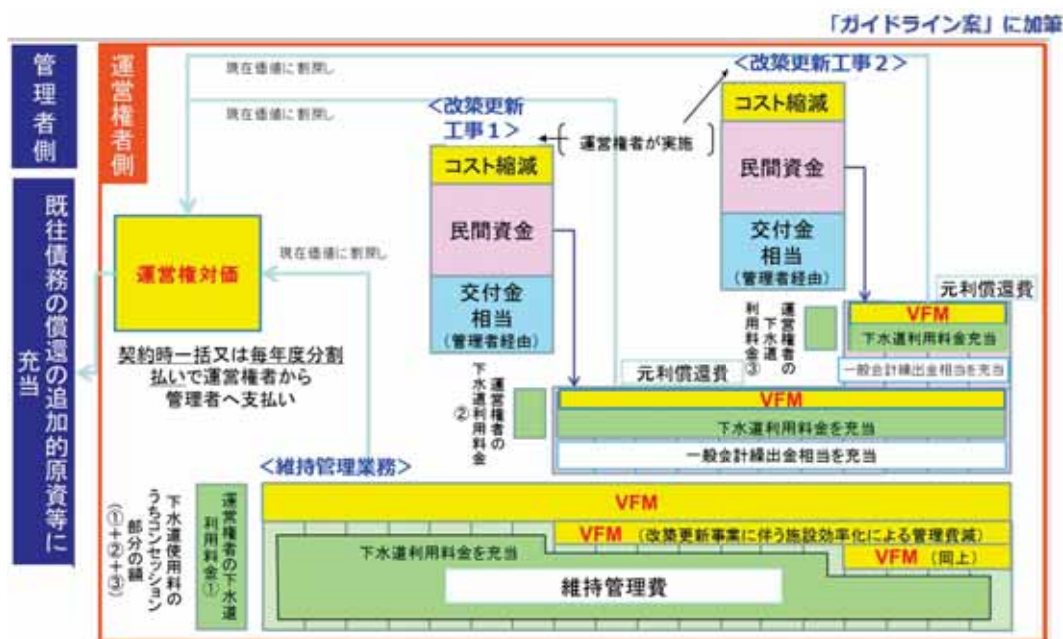 「ガイドライン案」に加筆
管理者側
運営権者側
既往債務の償還の追加的原資等に
充当
現在価値に割戻し
現在価値に割戻し
現在価値に割戻し
運営権対価
契約時一括又は毎年度分割
払いで運営権者から
管理者へ支払い
<改築更新
工事1>
コスト縮減
民間資金
交付金
相当
(管理者経由)
運営権者が実施
<改築更新工事2>
コスト縮減
民間資金
交付金
相当
(管理者経由)
元利償還費
運営権者の
下水道
利用料金③
VFM
下水道利用料金充当
一般会計繰出金相当を充当
元利償還費
運営権者の
下水道利用料金
②
VFM
下水道利用料金を充当
一般会計繰出金相当を充当
<維持管理業務>
下水道使用料の
うちコンセッション
部分の額
(①+②+③)
運営権者の下水道
利用料金①
VFM
VFM (改築更新事業に伴う施設効率化による管理費減)
VFM (同上)
下水道利用料金を充当
維持管理費